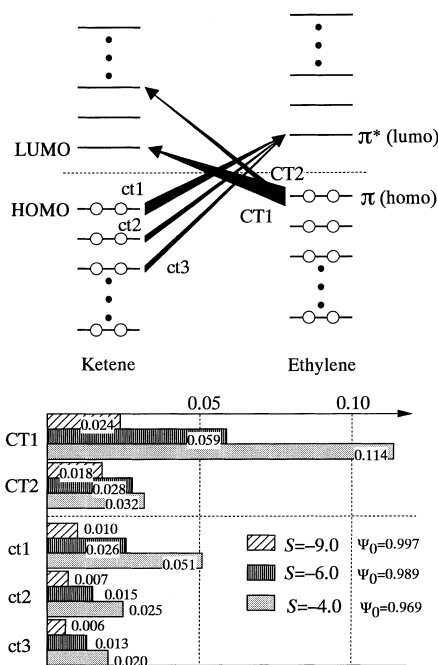 LUMO
π* (lumo)
CT2
ct1
HOMO
π (homo)
CT1
ct2
ct3
Ketene
Ethylene
0.05
0.10
CT1
0.024
0.059
0.114
CT2
0.018
0.028
0.032
ct1
0.010
0.026
0.051
S=–9.0 Ψ0=0.997
S=–6.0 Ψ0=0.989
S=–4.0 Ψ0=0.969
ct2
0.007
0.015
0.025
ct3
0.006
0.013
0.020